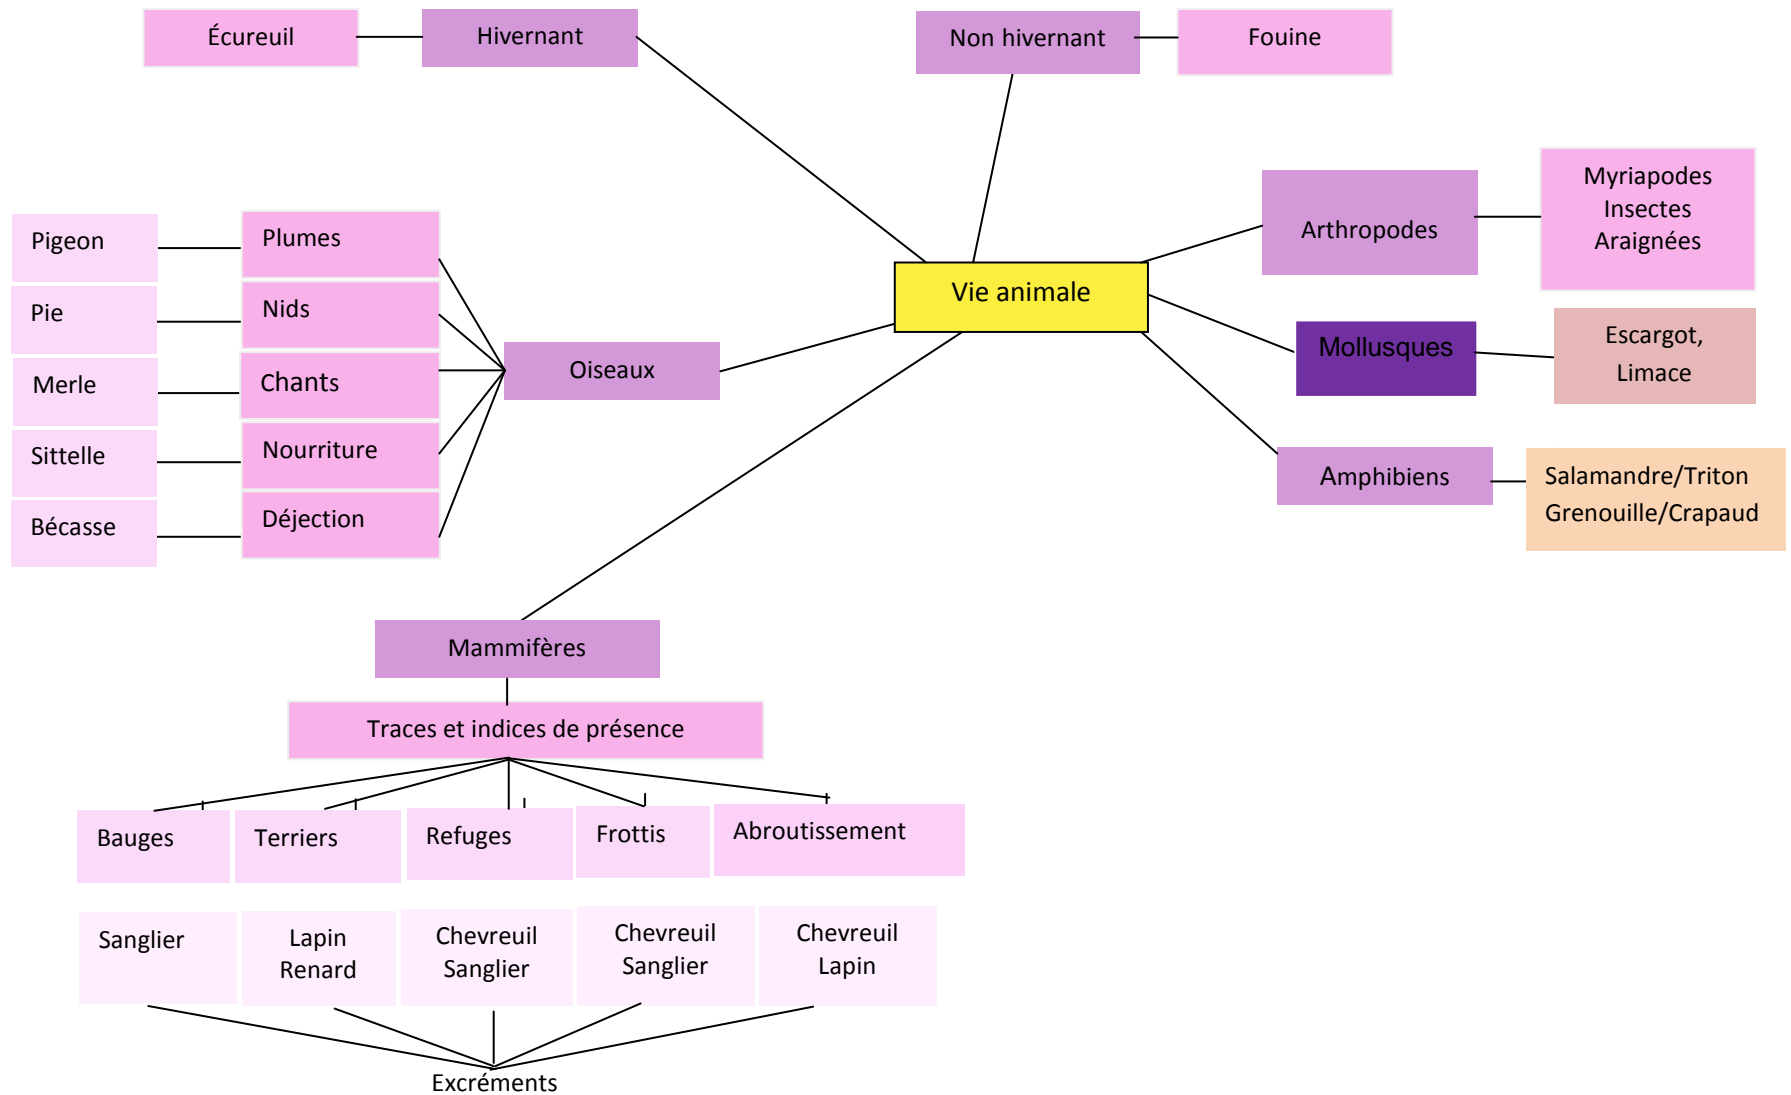 Écureuil
Hivernant
Non hivernant
Fouine
Myriapodes
Insectes
Araignées
Arthropodes
Pigeon
Plumes
Vie animale
Pie
Nids
Mollusques
Escargot,
Limace
Oiseaux
Merle
Chants
Sittelle
Nourriture
Amphibiens
Salamandre/Triton
Grenouille/Crapaud
Bécasse
Déjection
Mammifères
Traces et indices de présence
Bauges
Terriers
Refuges
Frottis
Abroutissement
Sanglier
Lapin
Renard
Chevreuil
Sanglier
Chevreuil
Sanglier
Chevreuil
Lapin
Excréments